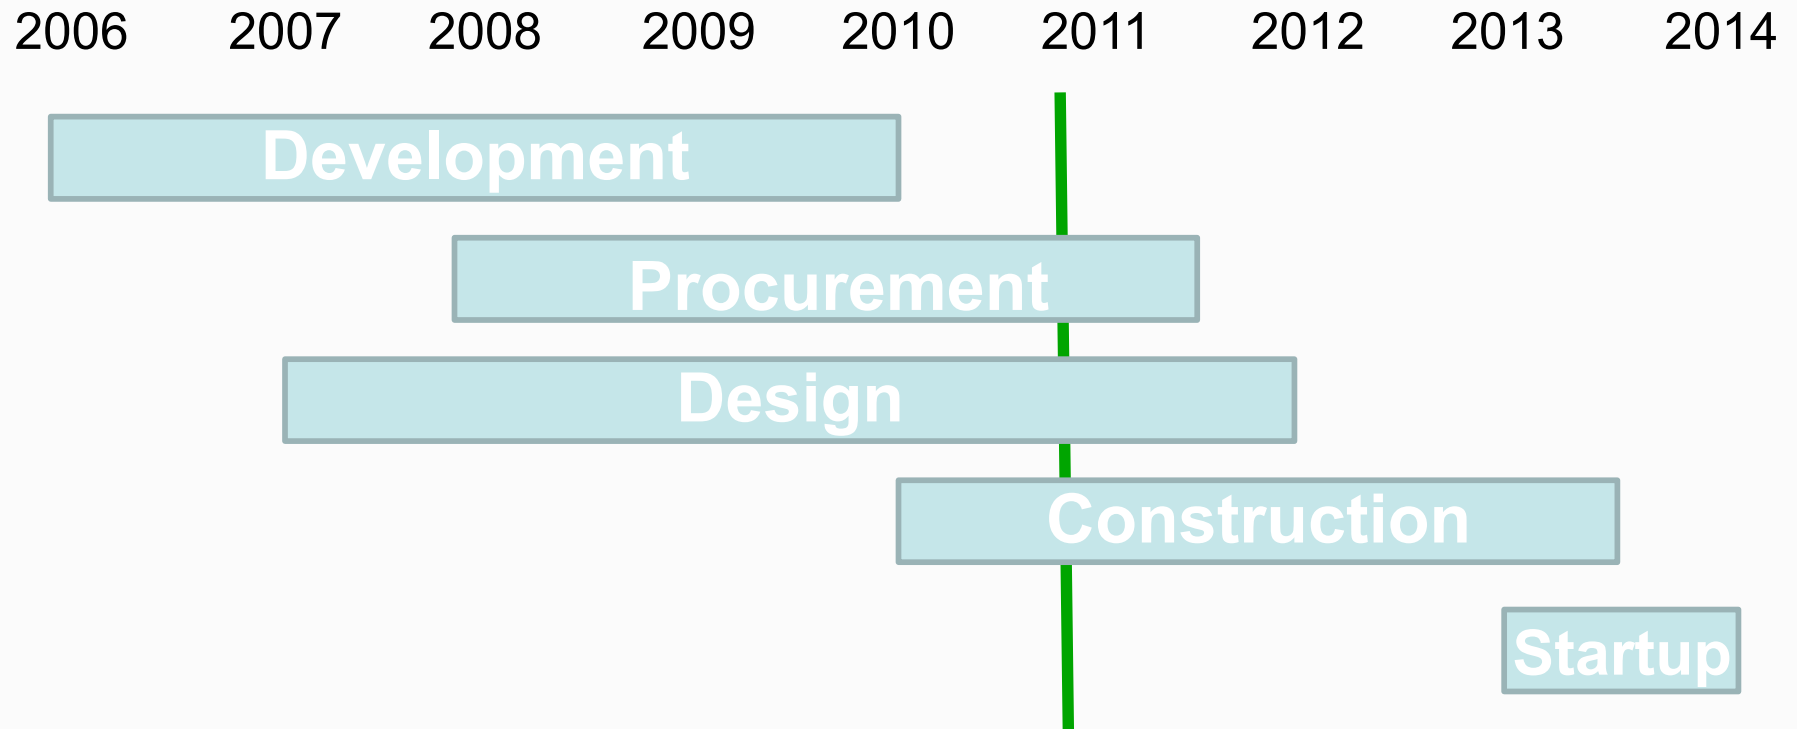 2006 2007 2008 2009 2010 2011 2012 2013 2014
Development
Procurement
Design
Construction
Startup